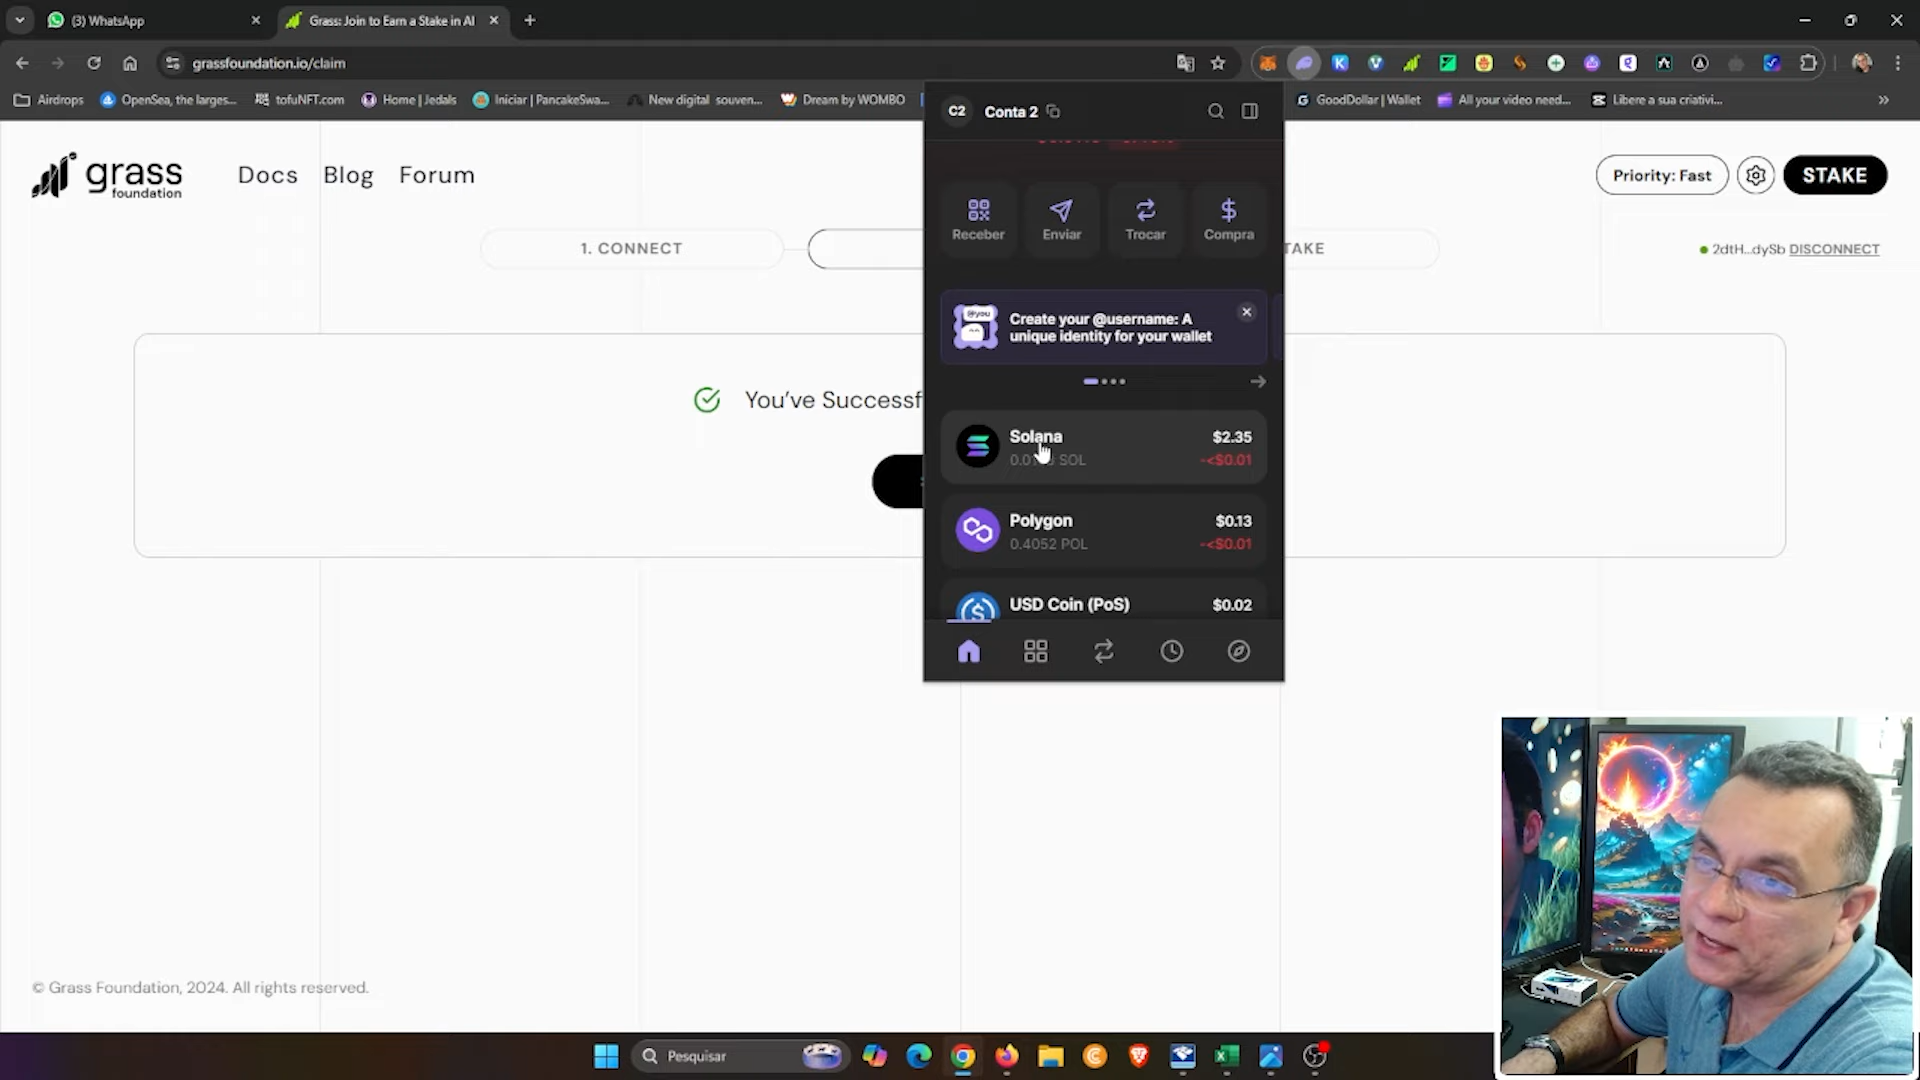 (3) WhatsApp
Grass: Join to Earn a Stake in AI
grassfoundation.io/claim
Airdrops
OpenSea, the larges...
tofuNFT.com
Home | Jedals
Iniciar | PancakeSwa...
New digital souven...
Dream by WOMBO
GoodDollar | Wallet
All your video need...
Libere a sua criativi...
grass
foundation
Docs
Blog
Forum
Priority: Fast
STAKE
1. CONNECT
TAKE
2dtH...dySb DISCONNECT
You've Successf
C2
Conta 2
Receber
Enviar
Trocar
Compra
@you
Create your @username: A
unique identity for your wallet
Solana
$2.35
SOL
-<$0.01
Polygon
$0.13
0.4052 POL
-<$0.01
USD Coin (PoS)
$0.02
© Grass Foundation, 2024. All rights reserved.
Pesquisar